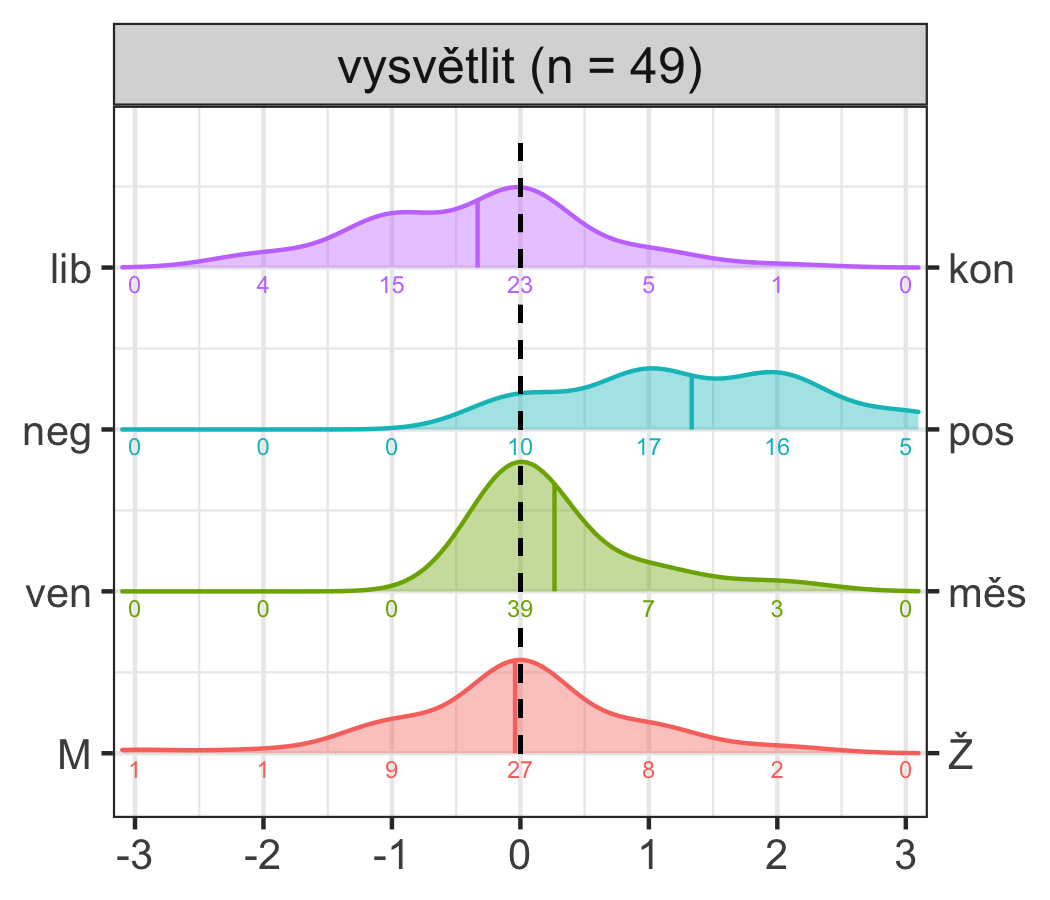 vysvětlit (n = 49)
lib kon
0 4 15 23 5 1 0
neg pos
0 0 0 10 17 16 5
ven měs
0 0 0 39 7 3 0
M Ž
1 1 9 27 8 2 0
-3 -2 -1 0 1 2 3